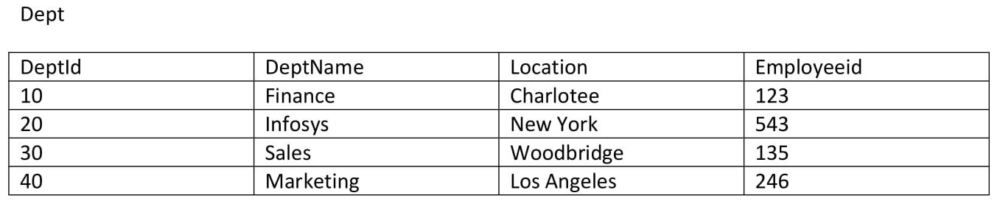 Dept
DeptId DeptName Location Employeeid
10 Finance Charlotee 123
20 Infosys New York 543
30 Sales Woodbridge 135
40 Marketing Los Angeles 246